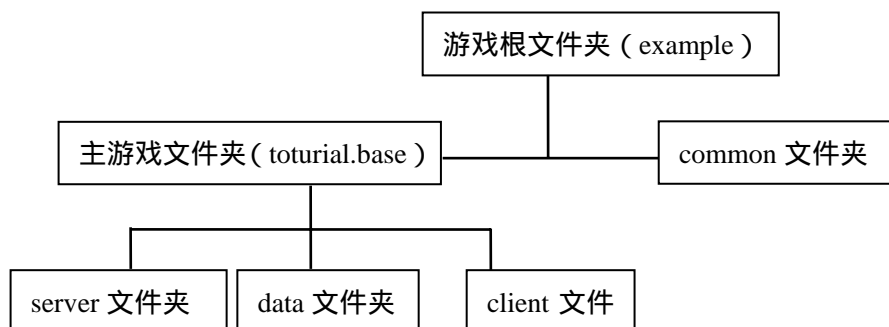 游戏根文件夹（example）
主游戏文件夹（toturial.base）
common 文件夹
server 文件夹
data 文件夹
client 文件